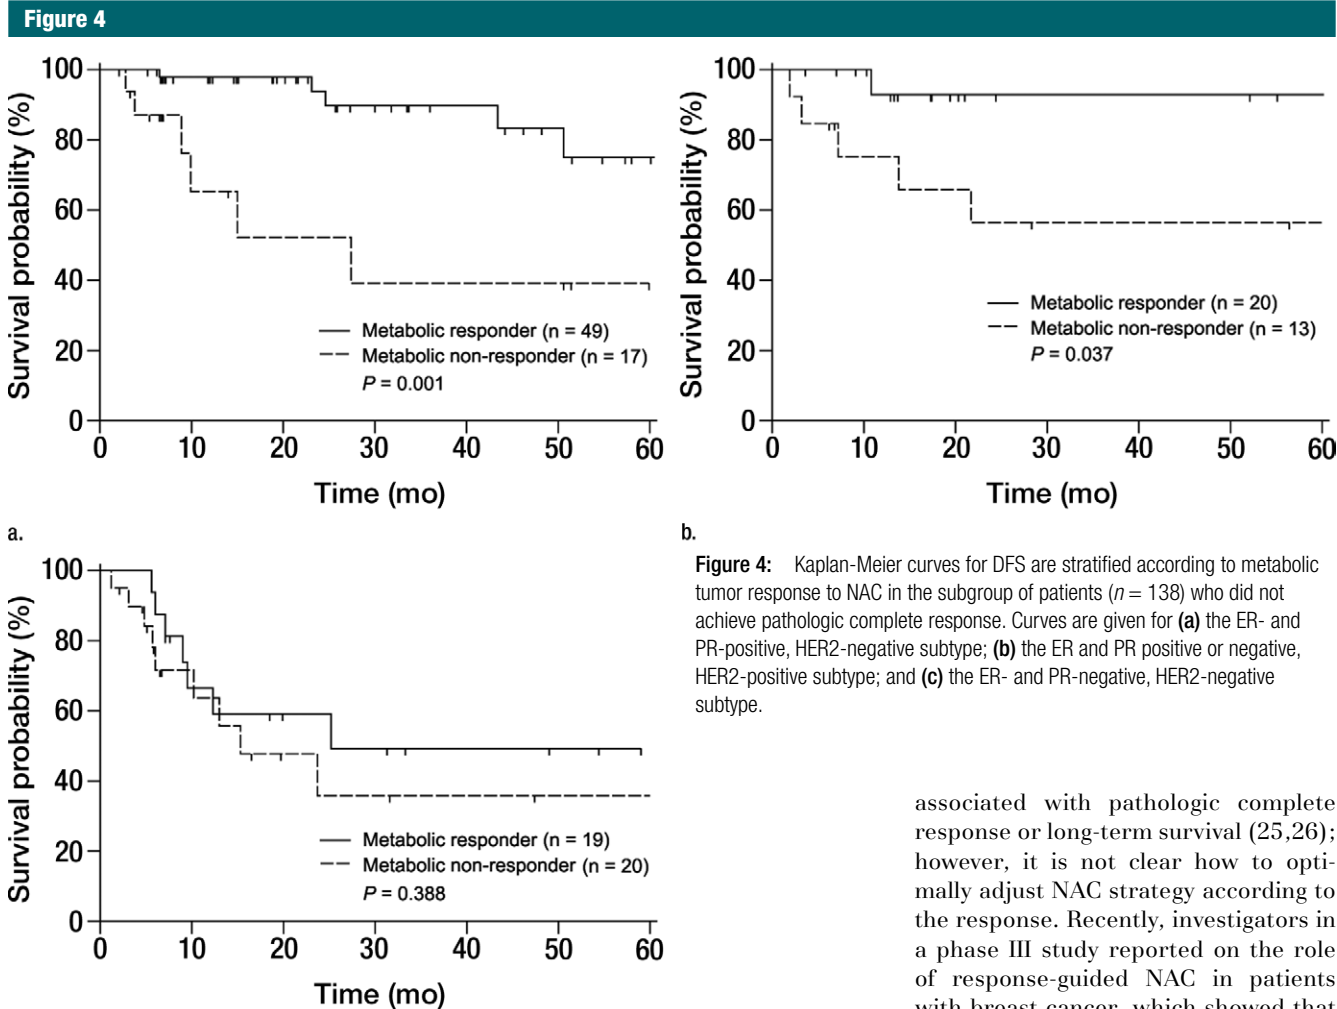 Figure 4
Survival probability (%)
100
80
60
40
20
0
Metabolic responder (n = 49)
Metabolic non-responder (n = 17)
P = 0.001
0 10 20 30 40 50 60
Time (mo)
a.
Survival probability (%)
100
80
60
40
20
0
Metabolic responder (n = 20)
Metabolic non-responder (n = 13)
P = 0.037
0 10 20 30 40 50 60
Time (mo)
b.
Survival probability (%)
100
80
60
40
20
0
Metabolic responder (n = 19)
Metabolic non-responder (n = 20)
P = 0.388
0 10 20 30 40 50 60
Time (mo)
Figure 4: Kaplan-Meier curves for DFS are stratified according to metabolic
tumor response to NAC in the subgroup of patients (n = 138) who did not
achieve pathologic complete response. Curves are given for (a) the ER- and
PR-positive, HER2-negative subtype; (b) the ER and PR positive or negative,
HER2-positive subtype; and (c) the ER- and PR-negative, HER2-negative
subtype.
associated with pathologic complete
response or long-term survival (25,26);
however, it is not clear how to opti-
mally adjust NAC strategy according to
the response. Recently, investigators in
a phase III study reported on the role
of response-guided NAC in patients
with breast cancer, which showed that